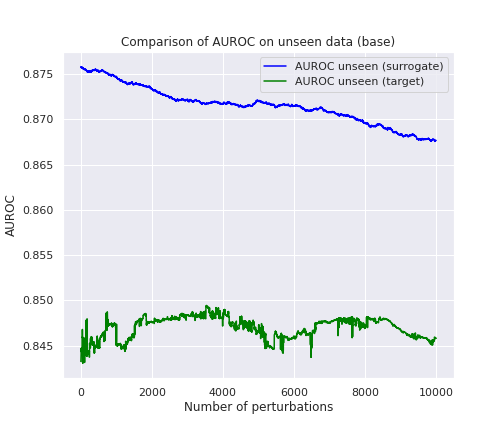 Comparison of AUROC on unseen data (base)
AUROC unseen (surrogate)
AUROC unseen (target)
0.875
0.870
0.865
0.860
0.855
0.850
0.845
AUROC
0 2000 4000 6000 8000 10000
Number of perturbations